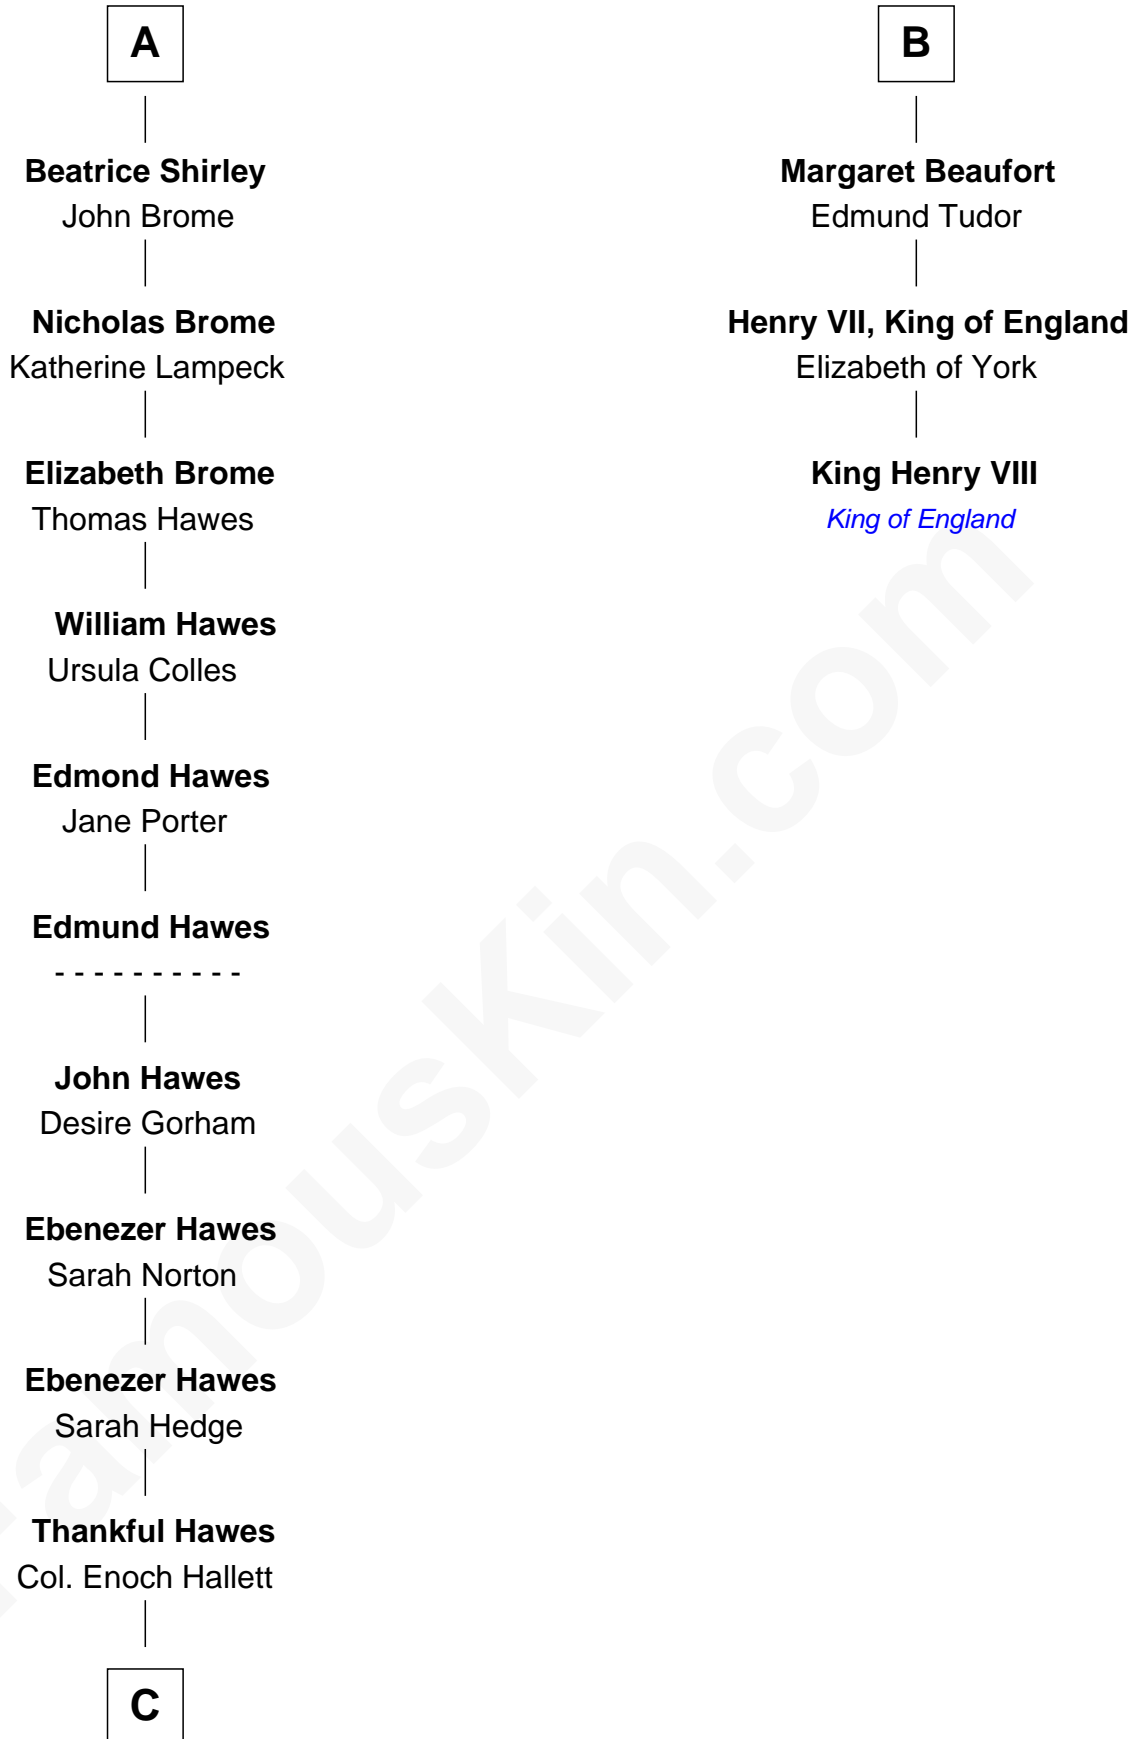 A
Beatrice Shirley
John Brome
Nicholas Brome
Katherine Lampeck
Elizabeth Brome
Thomas Hawes
William Hawes
Ursula Colles
Edmond Hawes
Jane Porter
Edmund Hawes
- - - - - - - - - -
John Hawes
Desire Gorham
Ebenezer Hawes
Sarah Norton
Ebenezer Hawes
Sarah Hedge
Thankful Hawes
Col. Enoch Hallett
C
B
Margaret Beaufort
Edmund Tudor
Henry VII, King of England
Elizabeth of York
King Henry VIII
King of England
FamousKin.com